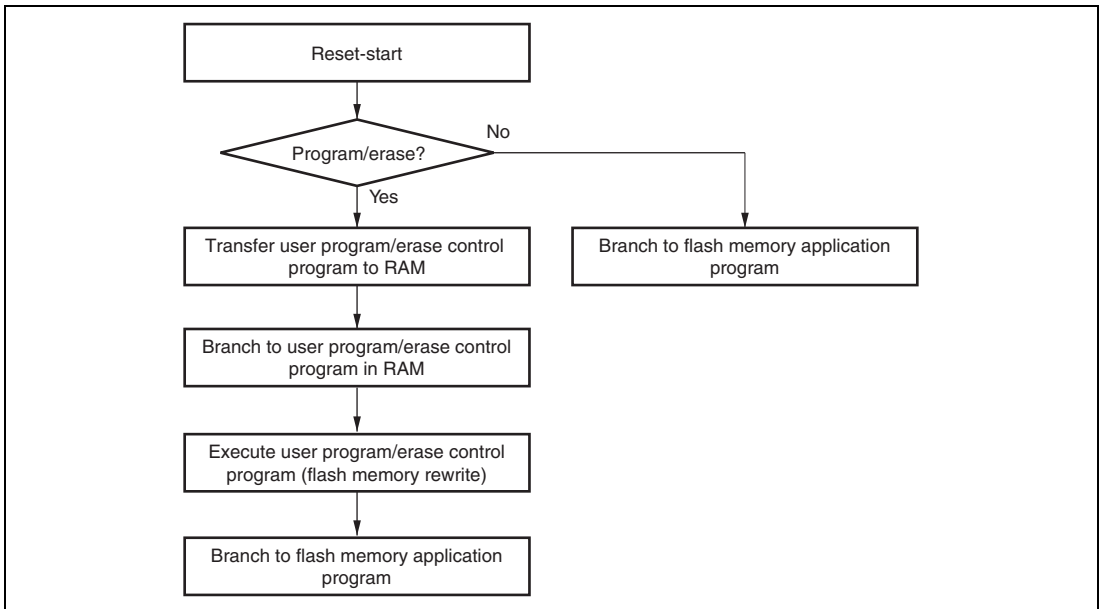 Reset-start
Program/erase?
No
Yes
Transfer user program/erase control
program to RAM
Branch to flash memory application
program
Branch to user program/erase control
program in RAM
Execute user program/erase control
program (flash memory rewrite)
Branch to flash memory application
program